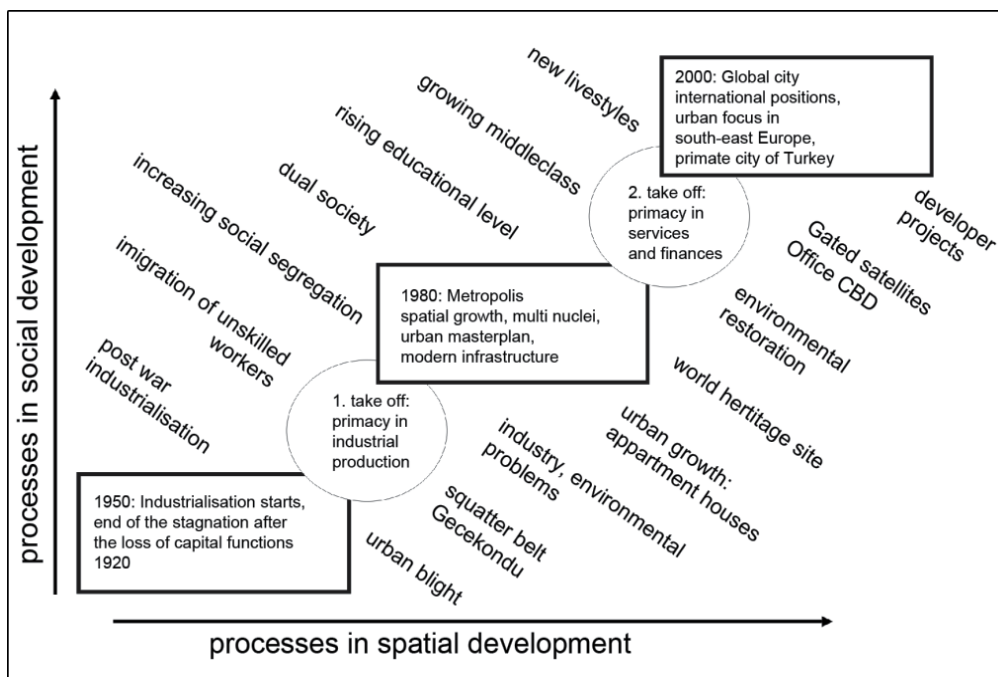 new livestyles
growing middleclass
rising educational level
dual society
increasing social segregation
imigration of unskilled
workers
post war
industrialisation
2000: Global city
international positions,
urban focus in
south-east Europe,
primate city of Turkey
2. take off:
primacy in
services
and finances
1980: Metropolis
spatial growth, multi nuclei,
urban masterplan,
modern infrastructure
1. take off:
primacy in
industrial
production
1950: Industrialisation starts,
end of the stagnation after
the loss of capital functions
1920
developer
projects
Gated satellites
Office CBD
environmental
restoration
world hertitage site
urban growth:
appartment houses
industry, environmental
problems
squatter belt
Gecekondu
urban blight
processes in social development
processes in spatial development